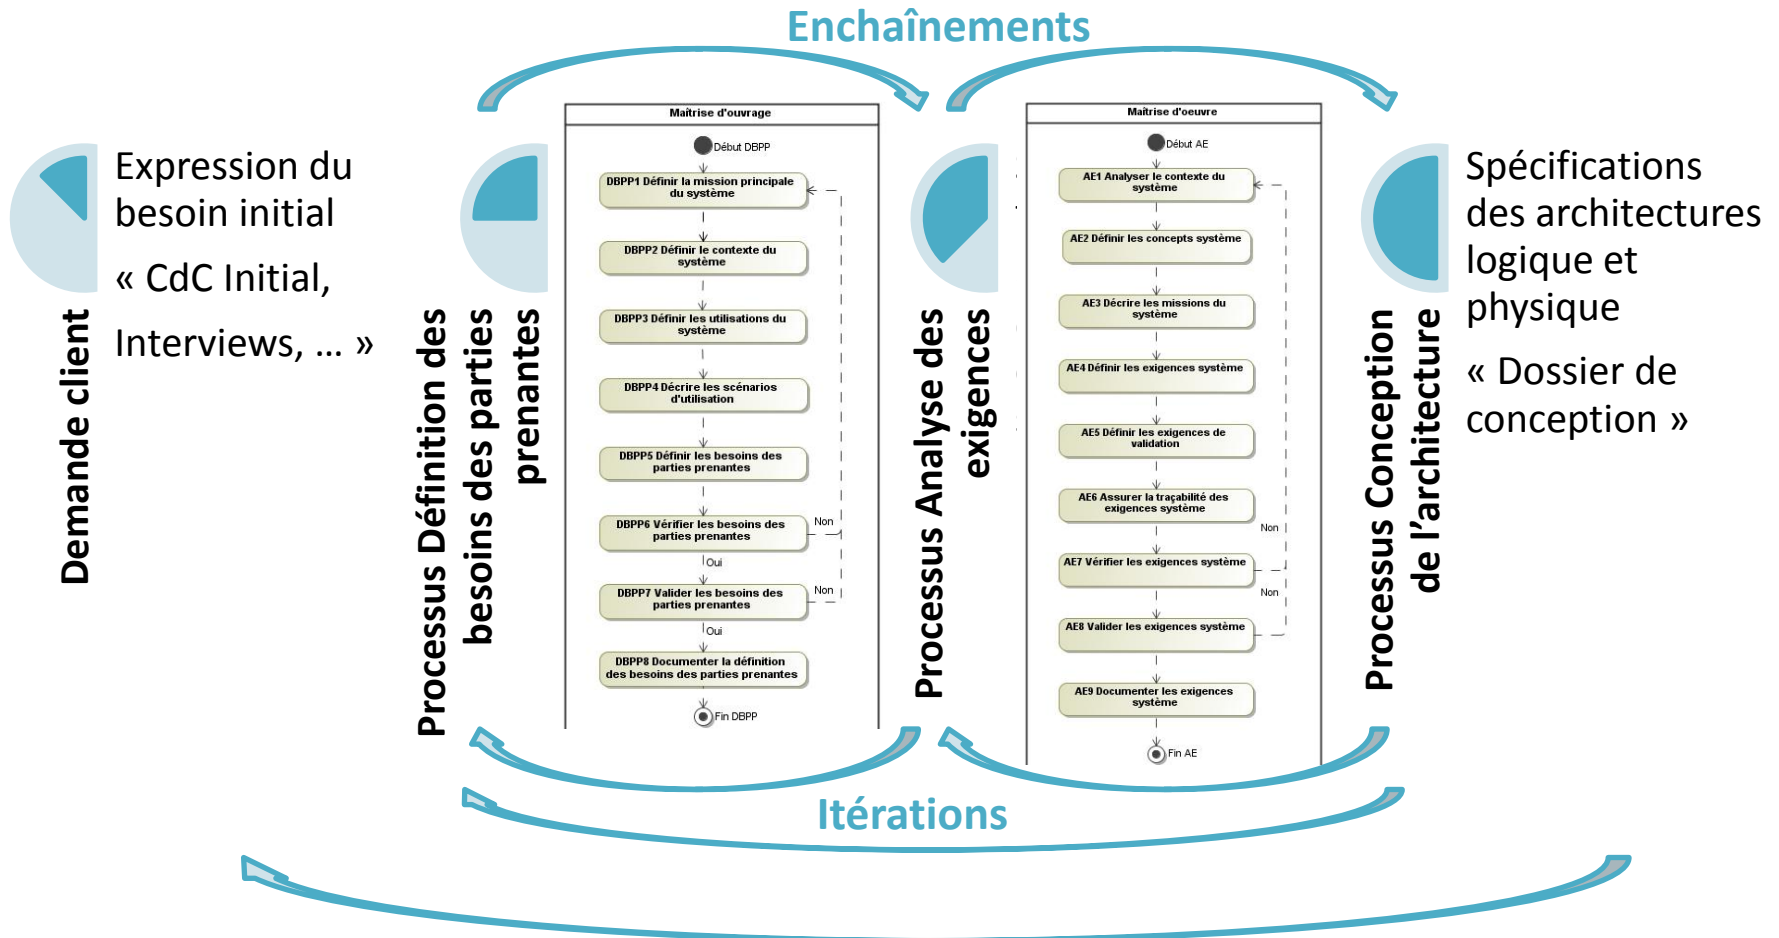 Enchaînements
Demande client
Expression du
besoin initial
« CdC Initial,
Interviews, … »
Processus Définition des
besoins des parties
prenantes
Maîtrise d'ouvrage
Début DBPP
DBPP1 Définir la mission principale
du système
DBPP2 Définir le contexte du
système
DBPP3 Définir les utilisations du
système
DBPP4 Décrire les scénarios
d'utilisation
DBPP5 Définir les besoins des
parties prenantes
DBPP6 Vérifier les besoins des
parties prenantes
Non
Oui
DBPP7 Valider les besoins des
parties prenantes
Non
Oui
DBPP8 Documenter la définition
des besoins des parties prenantes
Fin DBPP
Processus Analyse des
exigences
Maîtrise d'oeuvre
Début AE
AE1 Analyser le contexte du
système
AE2 Définir les concepts système
AE3 Décrire les missions du
système
AE4 Définir les exigences système
AE5 Définir les exigences de
validation
AE6 Assurer la traçabilité des
exigences système
Non
AE7 Vérifier les exigences système
Non
AE8 Valider les exigences système
AE9 Documenter les exigences
système
Fin AE
Processus Conception
de l'architecture
Spécifications
des architectures
logique et
physique
« Dossier de
conception »
Itérations